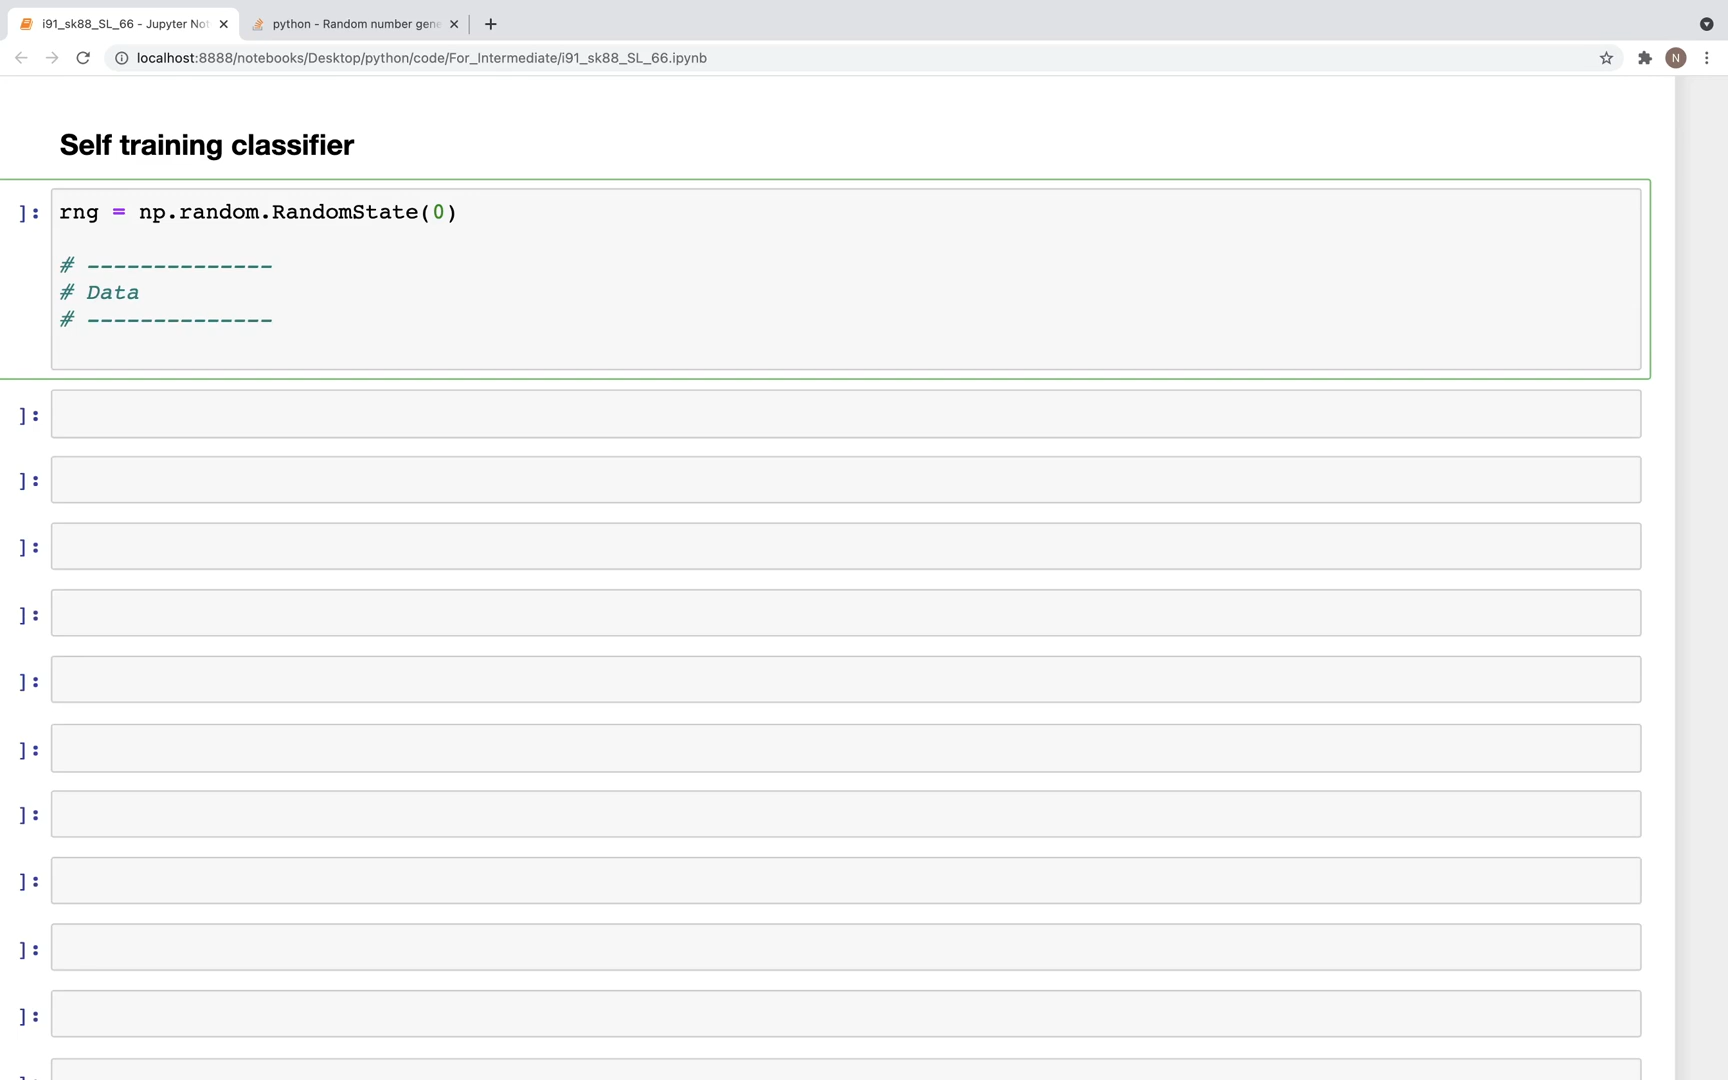 i91_sk88_SL_66 - Jupyter Not
python - Random number gene
localhost:8888/notebooks/Desktop/python/code/For_Intermediate/i91_sk88_SL_66.ipynb
N
Self training classifier
]: rng = np.random.RandomState(0)
# --------------
# Data
# --------------
]:
]:
]:
]:
]:
]:
]:
]:
]:
]: